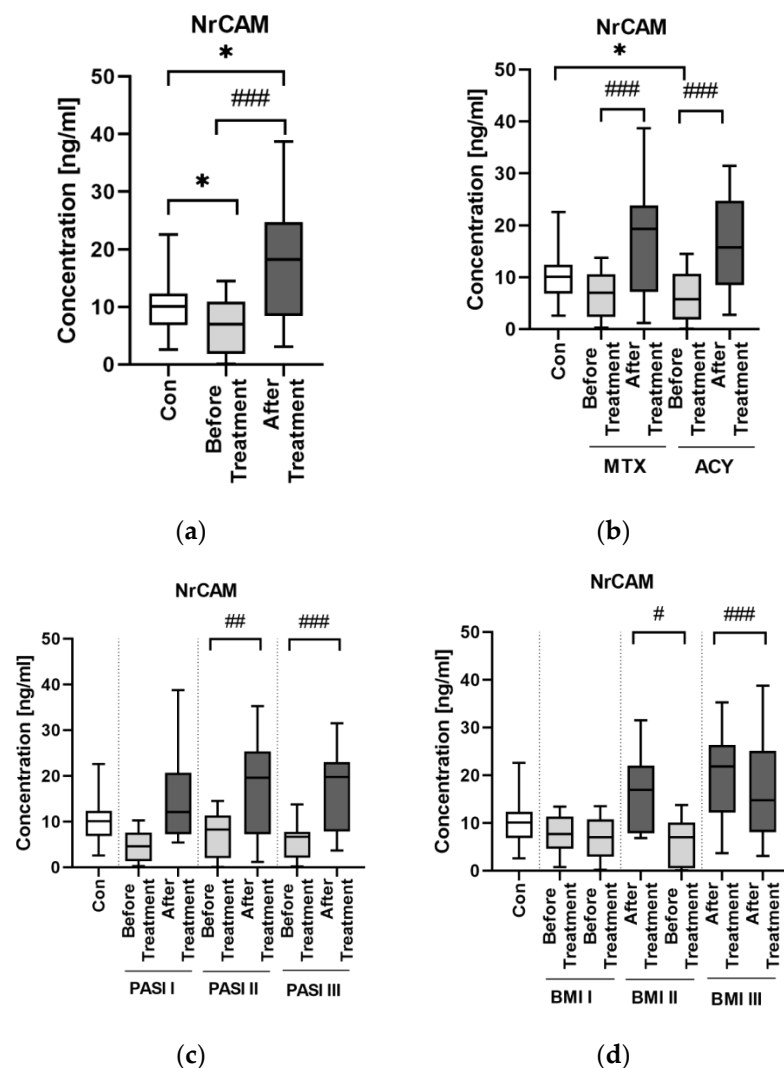 NrCAM
*
###
*
Concentration [ng/ml]
50
40
30
20
10
0
Con
Before
Treatment
After
Treatment
(a)
NrCAM
*
###
###
Concentration [ng/ml]
50
40
30
20
10
0
Con
Before
Treatment
After
Treatment
Before
Treatment
After
Treatment
MTX
ACY
(b)
NrCAM
##
###
Concentration [ng/ml]
50
40
30
20
10
0
Con
Before
Treatment
After
Treatment
Before
Treatment
After
Treatment
Before
Treatment
After
Treatment
PASI I
PASI II
PASI III
(c)
NrCAM
#
###
Concentration [ng/ml]
50
40
30
20
10
0
Con
Before
Treatment
Before
Treatment
After
Treatment
Before
Treatment
After
Treatment
After
Treatment
BMI I
BMI II
BMI III
(d)